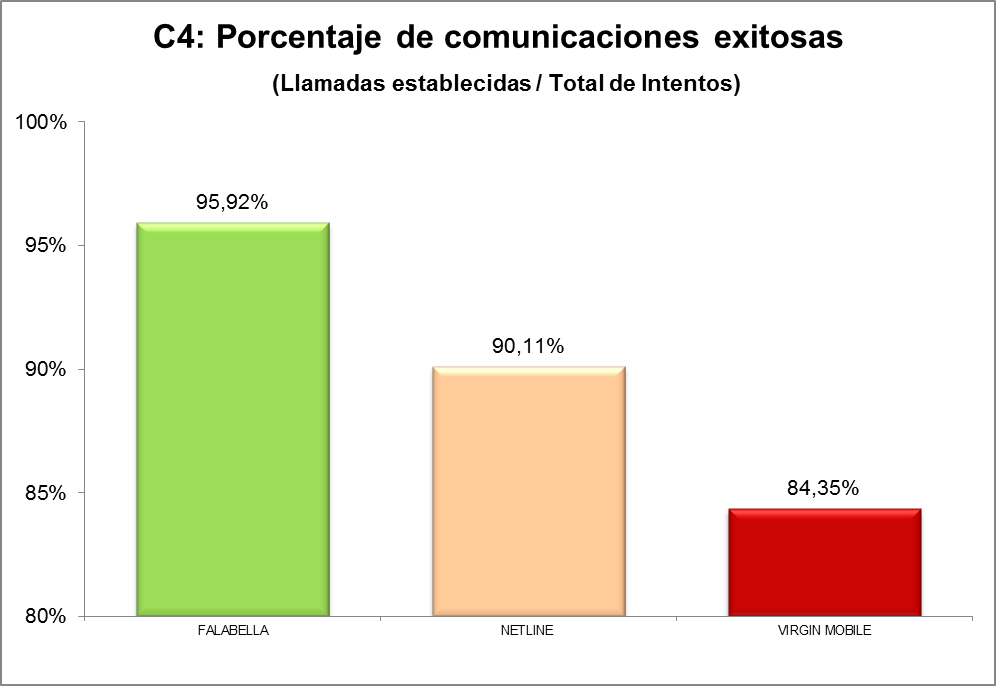 C4: Porcentaje de comunicaciones exitosas
(Llamadas establecidas / Total de Intentos)
100%
95,92%
95%
90,11%
90%
84,35%
85%
80%
FALABELLA
NETLINE
VIRGIN MOBILE